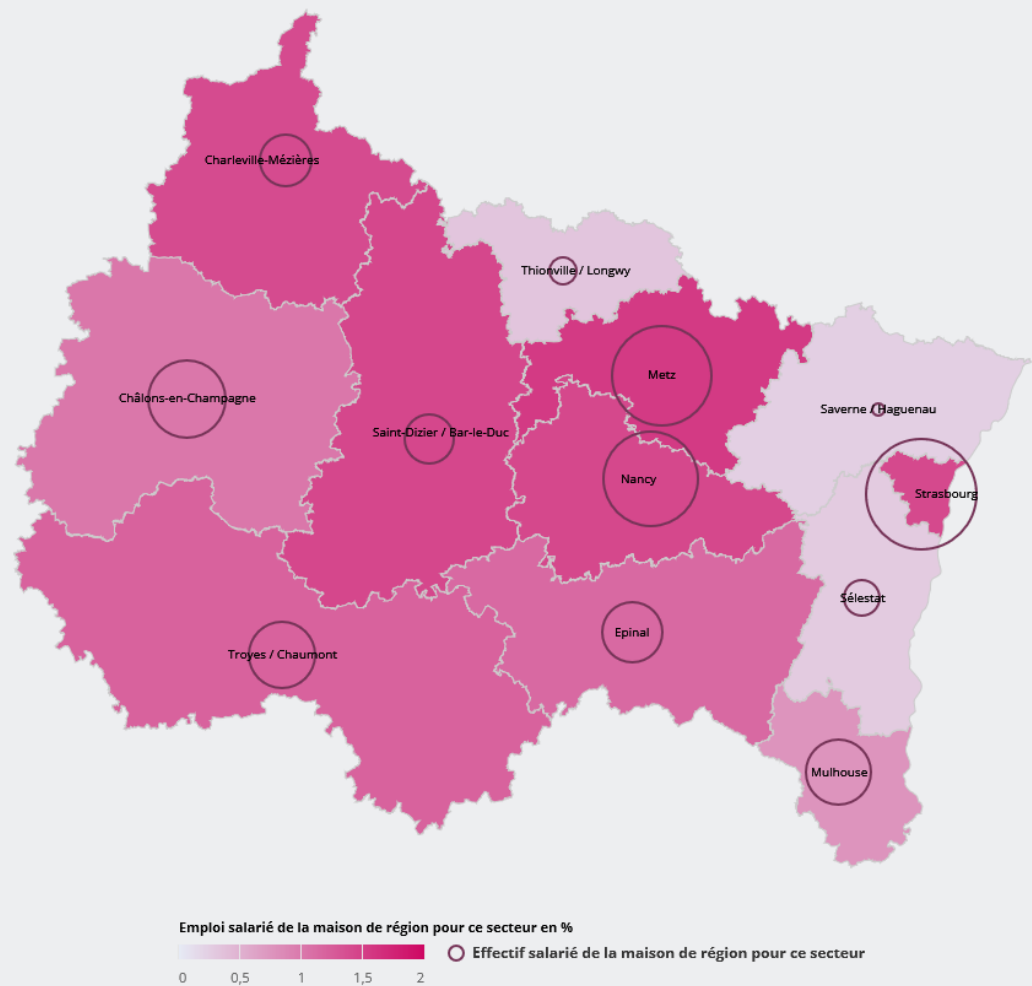 Charleville-Mézières
Thionville / Longwy
Metz
Châlons-en-Champagne
Saverne / Haguenau
Saint-Dizier / Bar-le-Duc
Nancy
Strasbourg
Sélestat
Epinal
Troyes / Chaumont
Mulhouse
Emploi salarié de la maison de région pour ce secteur en %
Effectif salarié de la maison de région pour ce secteur
0 0,5 1 1,5 2